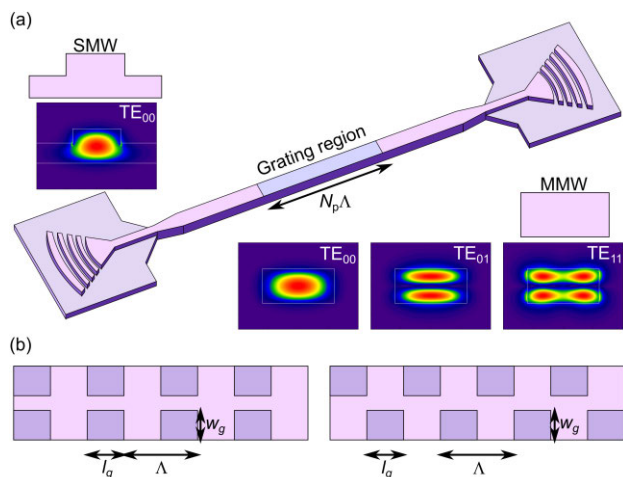 (a)
SMW
TE00
Grating region
NpΛ
MMW
TE00
TE01
TE11
(b)
wg
lg
Λ
wg
lg
Λ